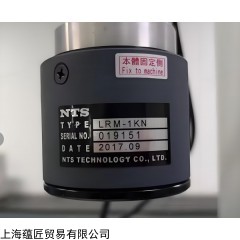 本體固定側
Fix to machine
NTS
TYPE LRM-1KN
SERIAL NO. 019151
DATE 2017.09
NTS TECHNOLOGY CO., LTD.
上海蕴匠贸易有限公司